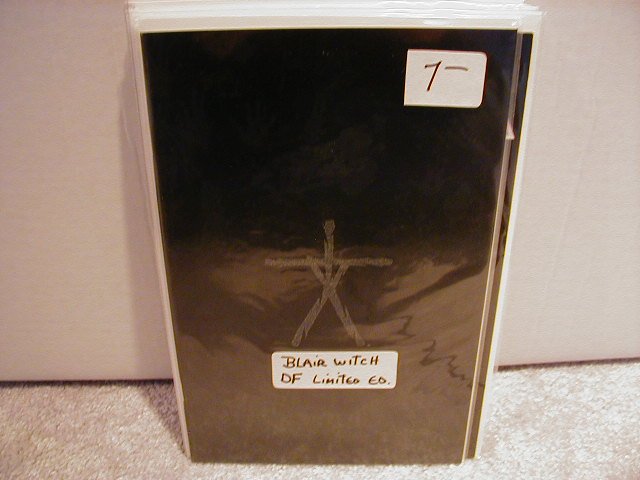 7—
BLAIR WITCH
DF LIMITED ED.